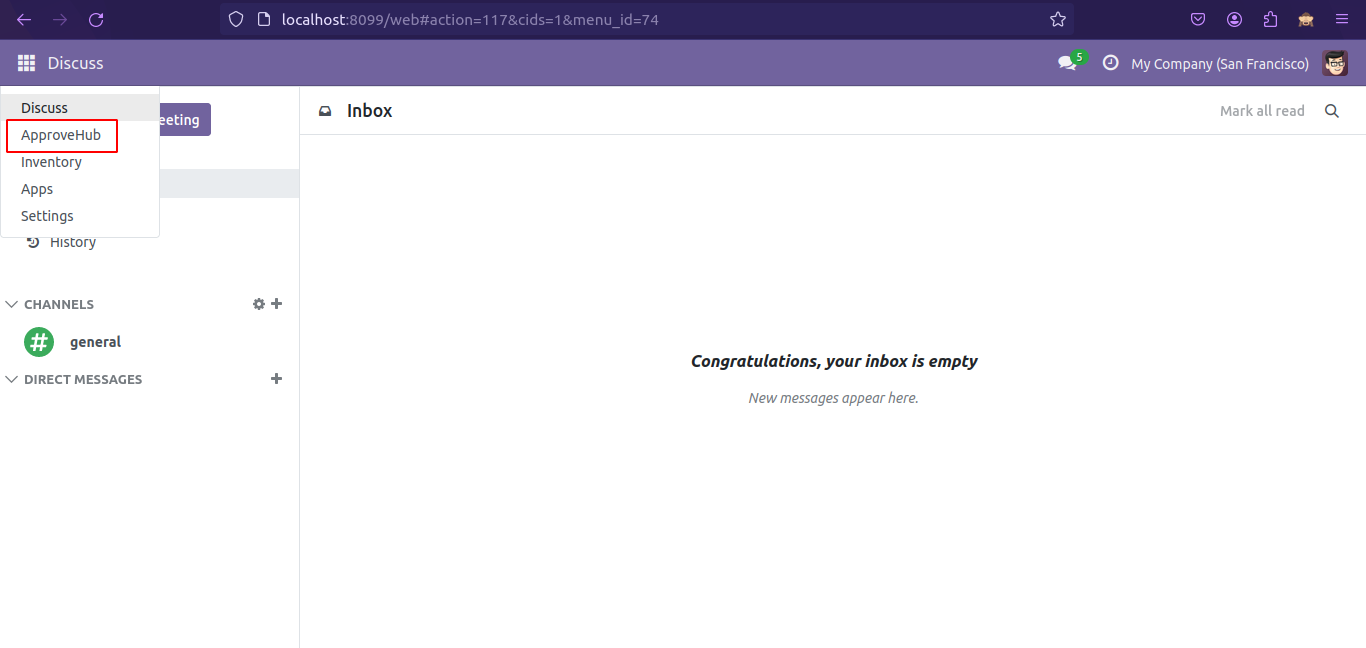 localhost:8099/web#action=117&cids=1&menu_id=74
Discuss
5
My Company (San Francisco)
Discuss
ApproveHub
Inventory
Apps
Settings
eeting
History
CHANNELS
general
DIRECT MESSAGES
Inbox
Mark all read
Congratulations, your inbox is empty
New messages appear here.